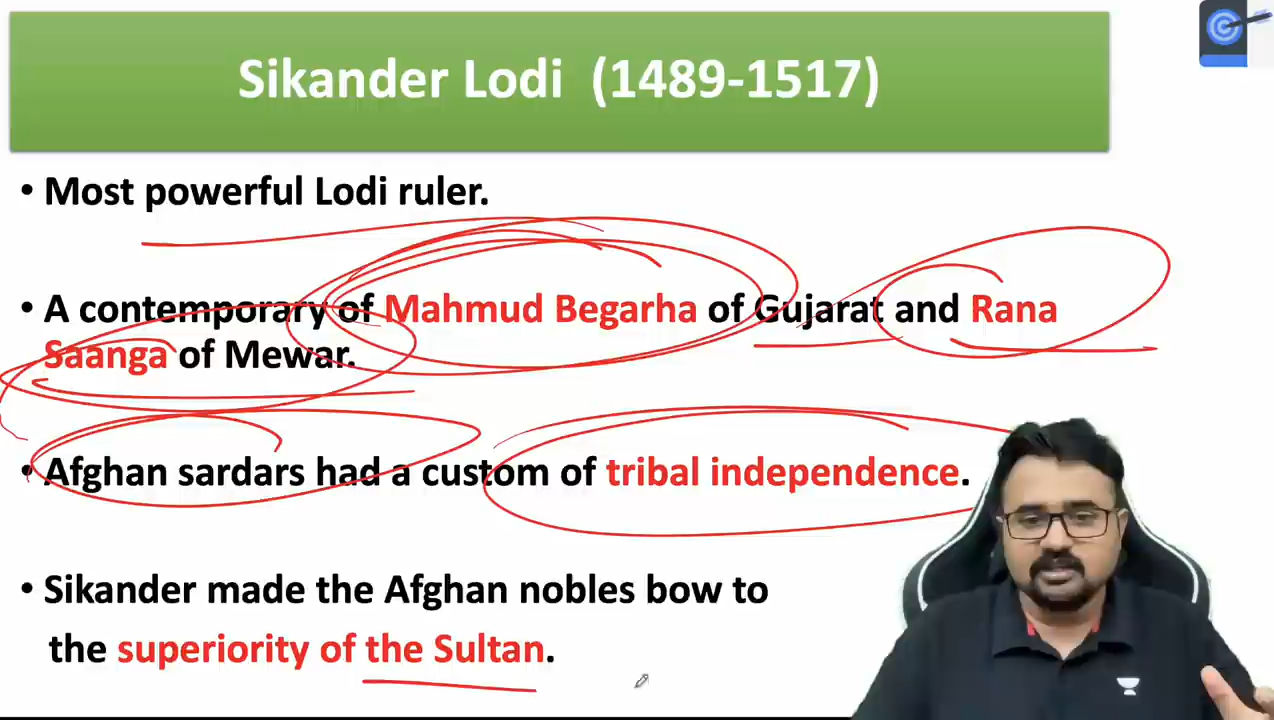 Sikander Lodi (1489-1517)
• Most powerful Lodi ruler.
• A contemporary of Mahmud Begarha of Gujarat and Rana
Saanga of Mewar.
• Afghan sardars had a custom of tribal independence.
• Sikander made the Afghan nobles bow to
the superiority of the Sultan.